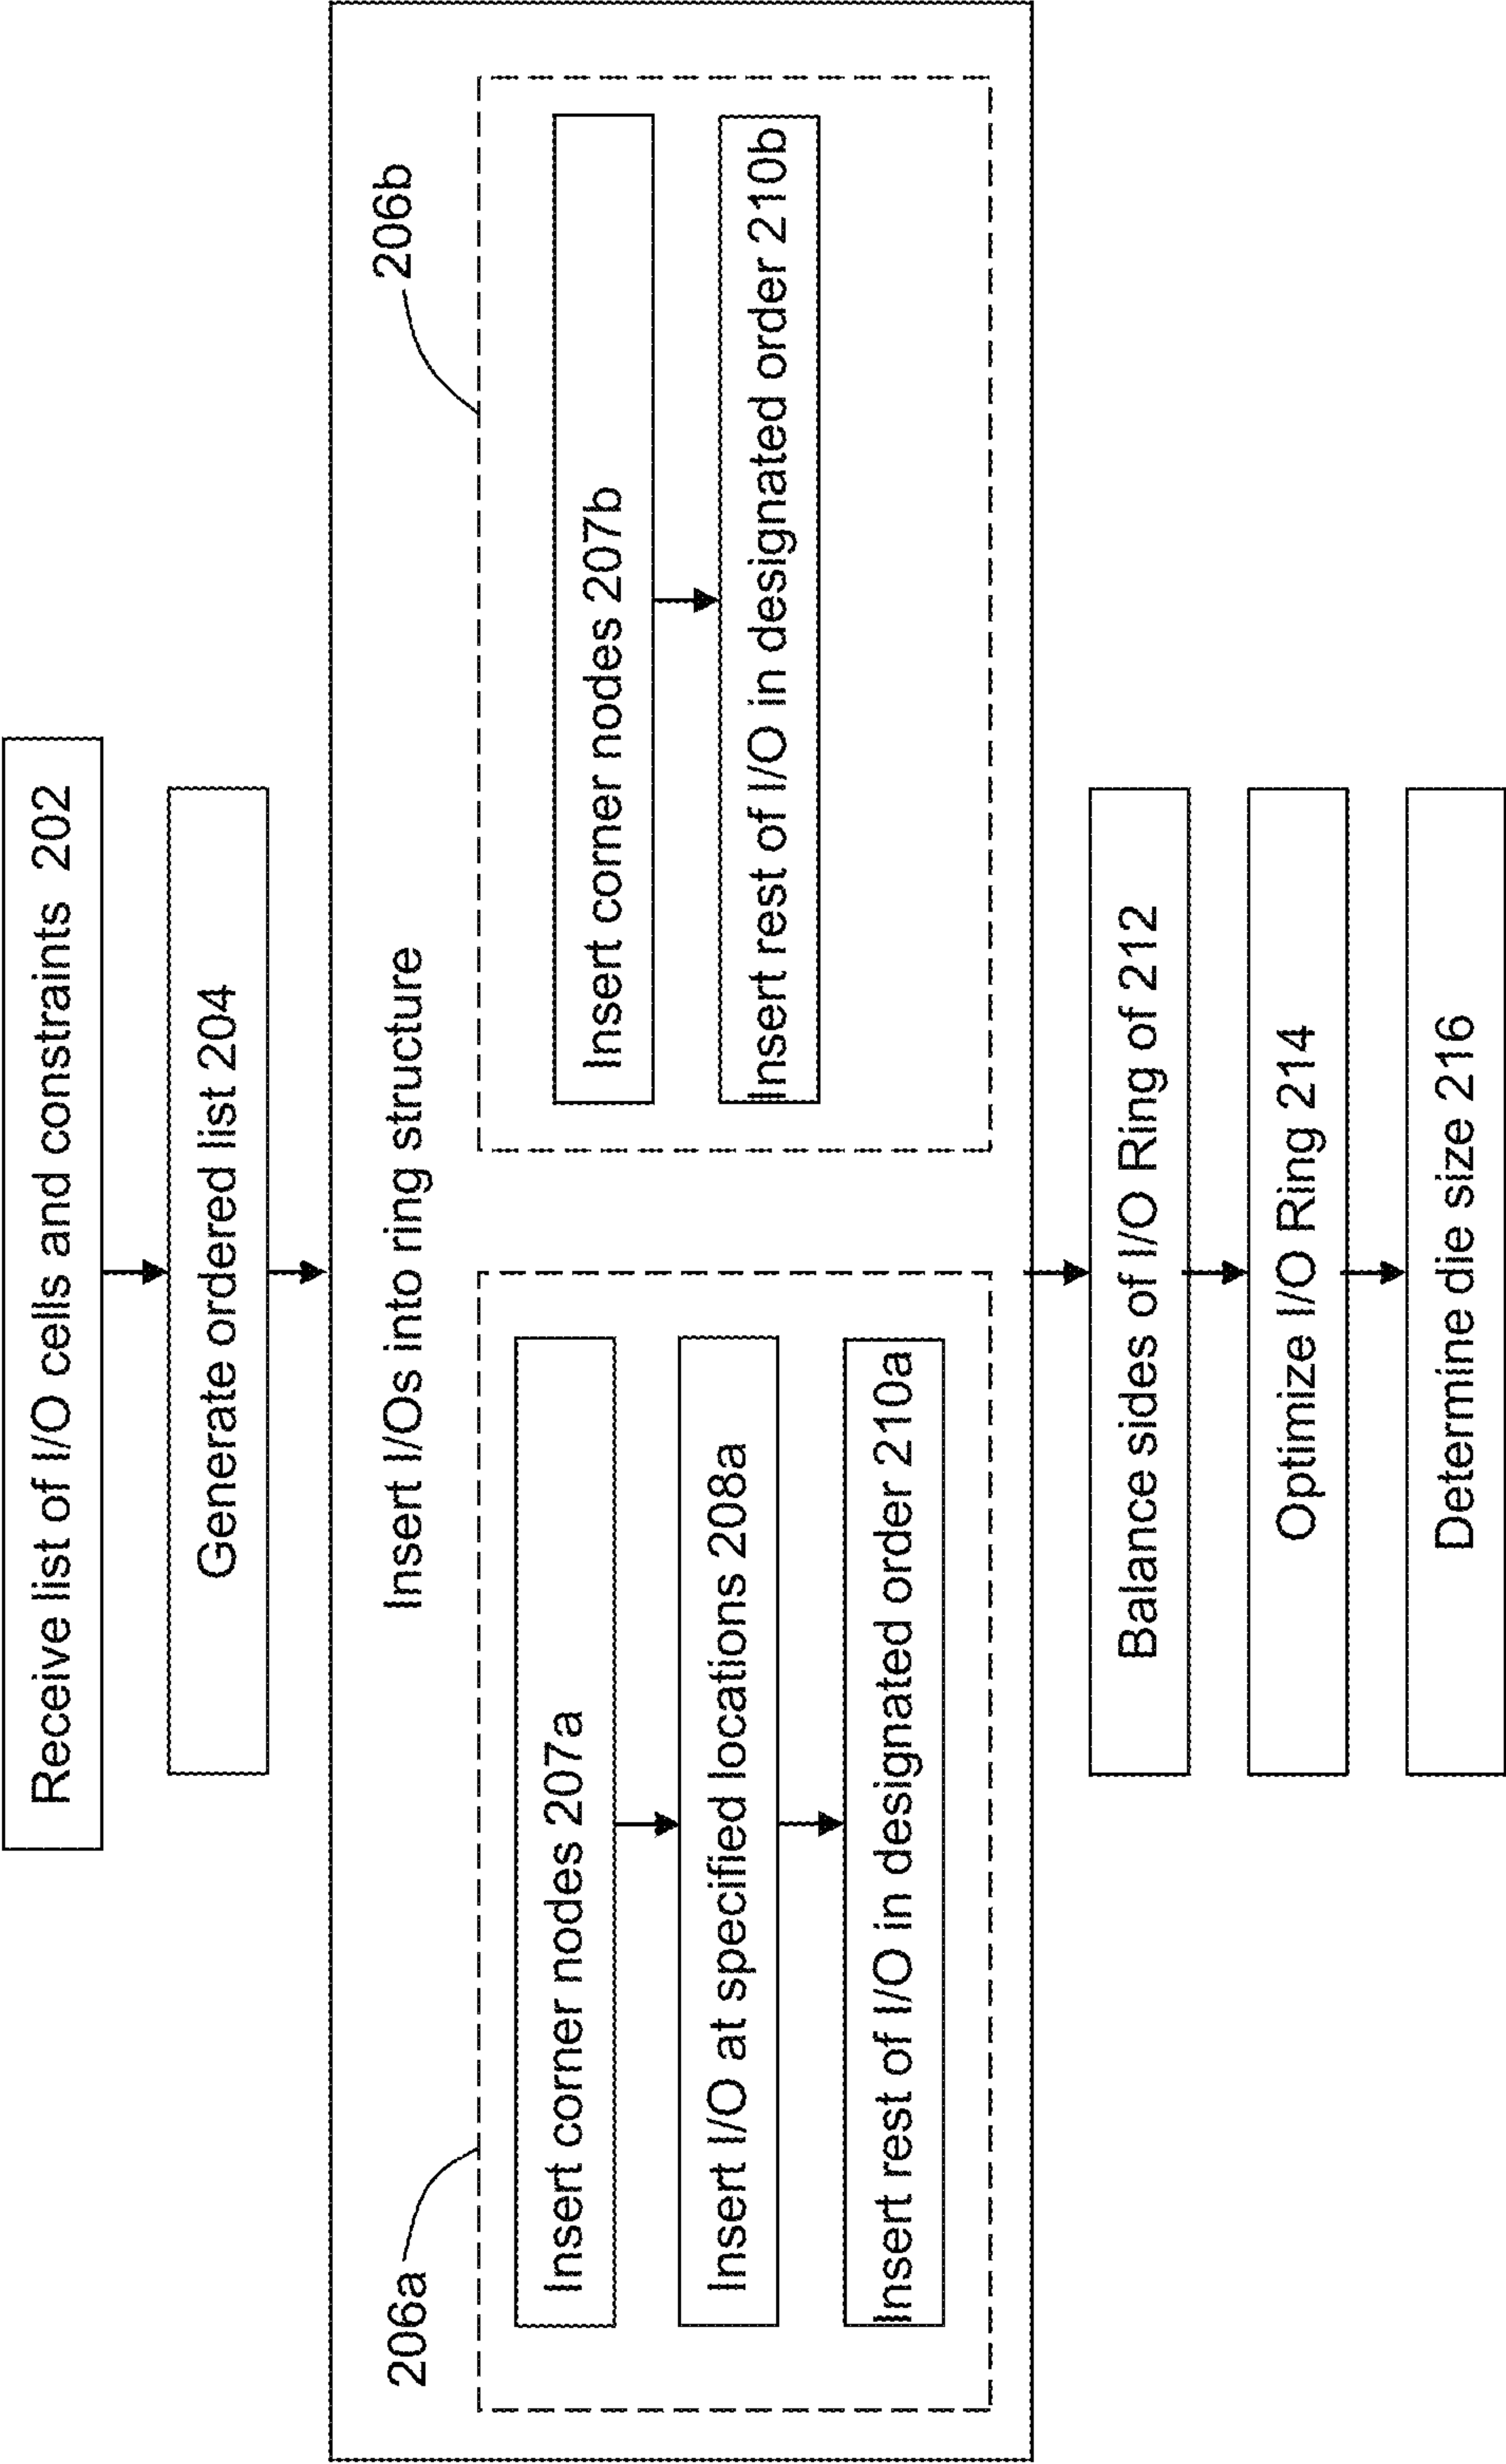 Receive list of I/O cells and constraints 202
Generate ordered list 204
Insert I/Os into ring structure
206a
Insert corner nodes 207a
Insert I/O at specified locations 208a
Insert rest of I/O in designated order 210a
206b
Insert corner nodes 207b
Insert rest of I/O in designated order 210b
Balance sides of I/O Ring of 212
Optimize I/O Ring 214
Determine die size 216